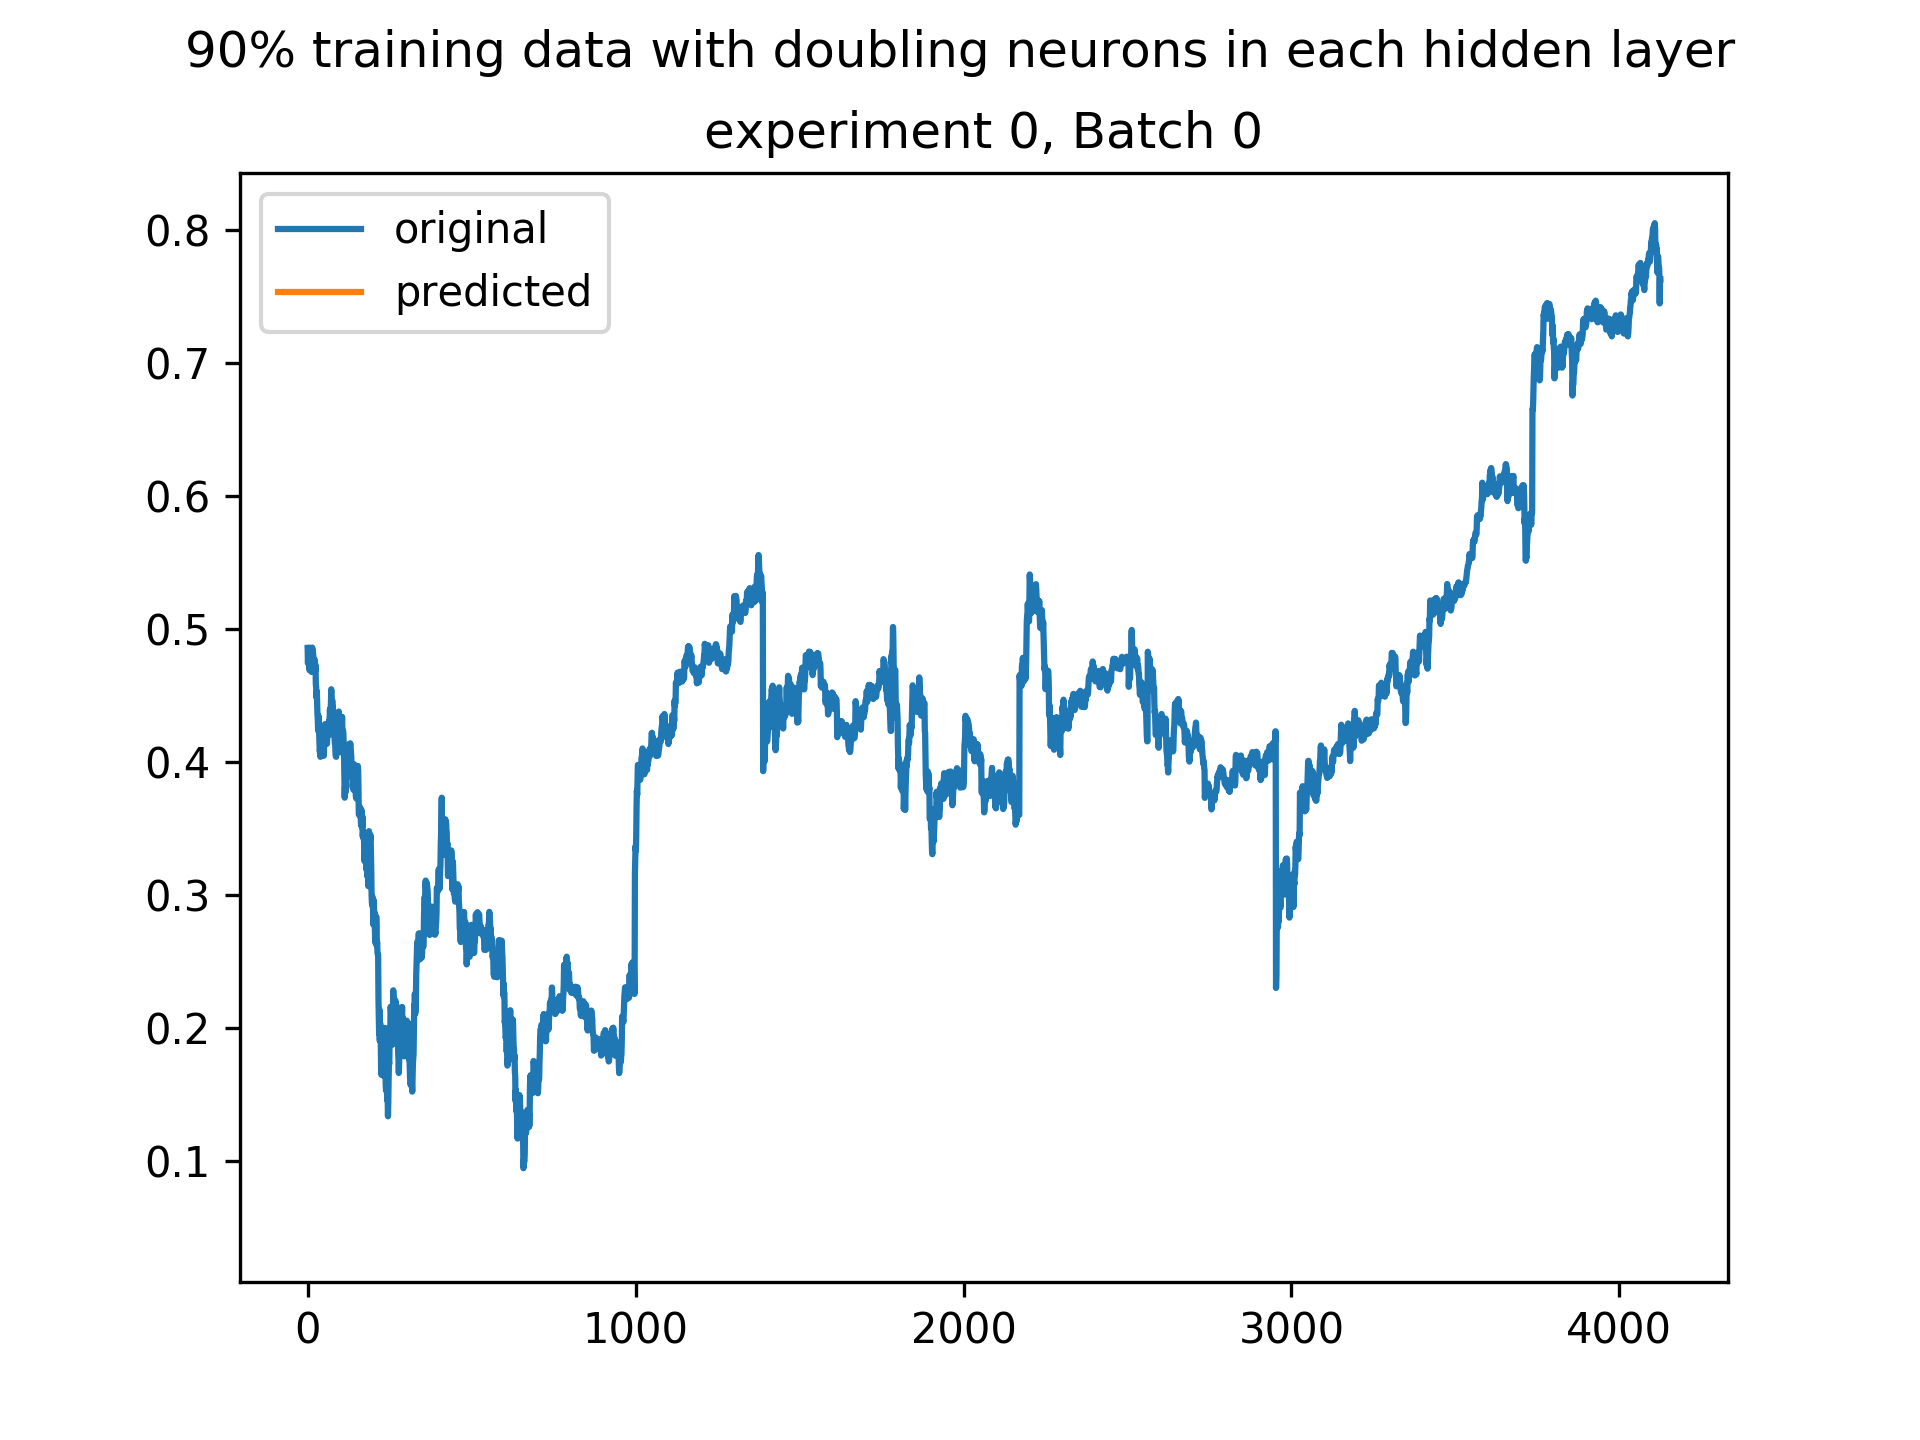 90% training data with doubling neurons in each hidden layer
experiment 0, Batch 0
original
predicted
0.8
0.7
0.6
0.5
0.4
0.3
0.2
0.1
0 1000 2000 3000 4000